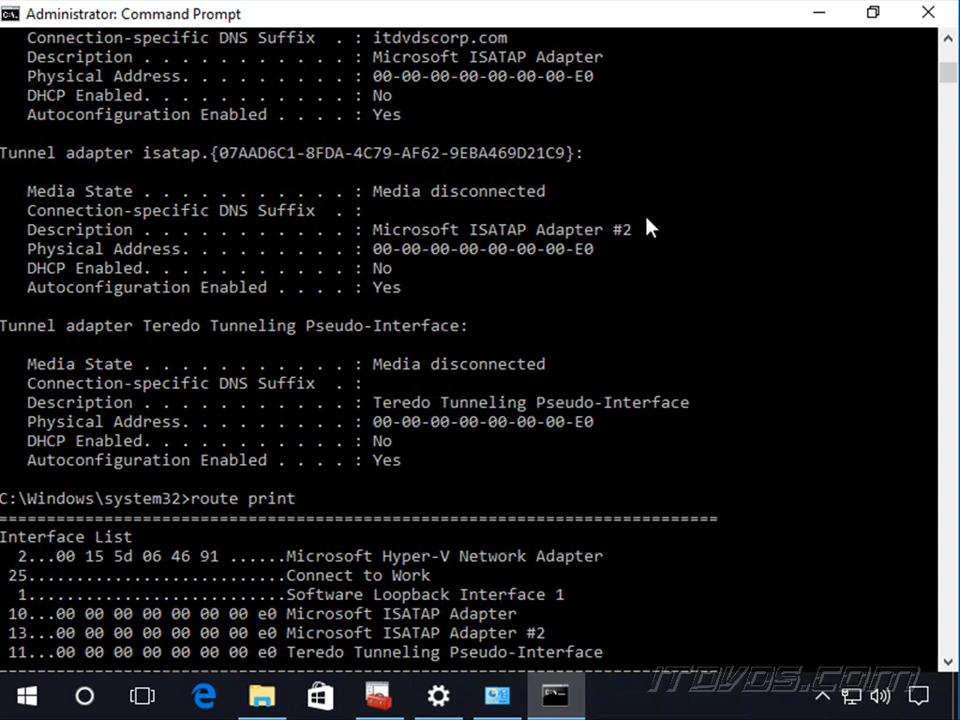 Administrator: Command Prompt
Connection-specific DNS Suffix  . : itdvdscorp.com
Description . . . . . . . . . . . : Microsoft ISATAP Adapter
Physical Address. . . . . . . . . : 00-00-00-00-00-00-00-E0
DHCP Enabled. . . . . . . . . . . : No
Autoconfiguration Enabled . . . . : Yes
Tunnel adapter isatap.{07AAD6C1-8FDA-4C79-AF62-9EBA469D21C9}:
Media State . . . . . . . . . . . : Media disconnected
Connection-specific DNS Suffix  . :
Description . . . . . . . . . . . : Microsoft ISATAP Adapter #2
Physical Address. . . . . . . . . : 00-00-00-00-00-00-00-E0
DHCP Enabled. . . . . . . . . . . : No
Autoconfiguration Enabled . . . . : Yes
Tunnel adapter Teredo Tunneling Pseudo-Interface:
Media State . . . . . . . . . . . : Media disconnected
Connection-specific DNS Suffix  . :
Description . . . . . . . . . . . : Teredo Tunneling Pseudo-Interface
Physical Address. . . . . . . . . : 00-00-00-00-00-00-00-E0
DHCP Enabled. . . . . . . . . . . : No
Autoconfiguration Enabled . . . . : Yes
C:\Windows\system32>route print
===========================================================================
Interface List
2...00 15 5d 06 46 91 ......Microsoft Hyper-V Network Adapter
25...........................Connect to Work
1...........................Software Loopback Interface 1
10...00 00 00 00 00 00 00 e0 Microsoft ISATAP Adapter
13...00 00 00 00 00 00 00 e0 Microsoft ISATAP Adapter #2
11...00 00 00 00 00 00 00 e0 Teredo Tunneling Pseudo-Interface
ITDVDS.COM